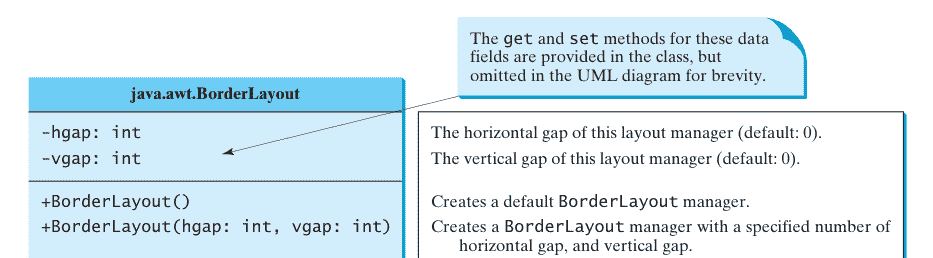 The get and set methods for these data
fields are provided in the class, but
omitted in the UML diagram for brevity.
java.awt.BorderLayout
-hgap: int
-vgap: int
The horizontal gap of this layout manager (default: 0).
The vertical gap of this layout manager (default: 0).
+BorderLayout()
+BorderLayout(hgap: int, vgap: int)
Creates a default BorderLayout manager.
Creates a BorderLayout manager with a specified number of
horizontal gap, and vertical gap.